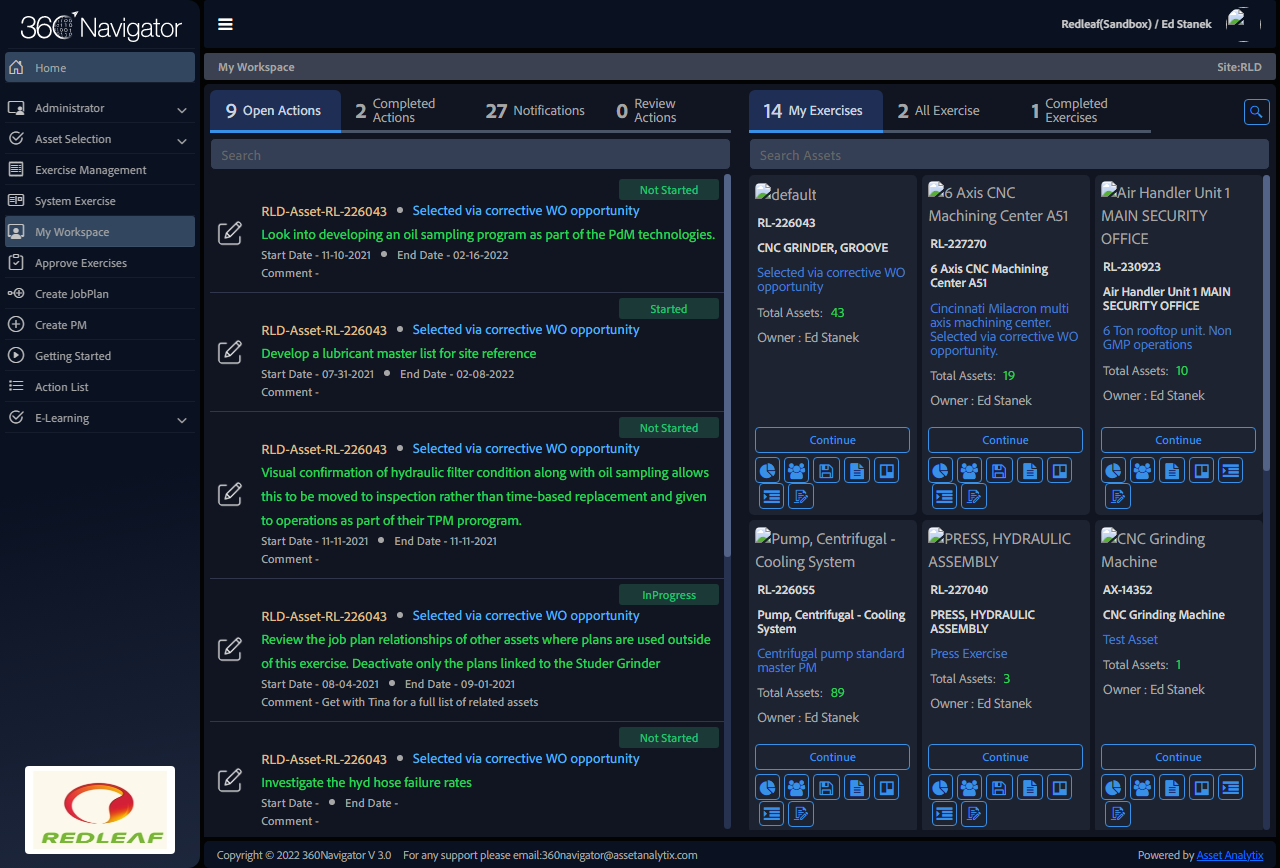 360 Navigator
Redleaf(Sandbox) / Ed Stanek
Home
Administrator
Asset Selection
Exercise Management
System Exercise
My Workspace
Approve Exercises
Create JobPlan
Create PM
Getting Started
Action List
E-Learning
REDLEAF
My Workspace
Site:RLD
9 Open Actions
2 Completed Actions
27 Notifications
0 Review Actions
Search
Not Started
RLD-Asset-RL-226043 • Selected via corrective WO opportunity
Look into developing an oil sampling program as part of the PdM technologies.
Start Date - 11-10-2021 • End Date - 02-16-2022
Comment -
Started
RLD-Asset-RL-226043 • Selected via corrective WO opportunity
Develop a lubricant master list for site reference
Start Date - 07-31-2021 • End Date - 02-08-2022
Comment -
Not Started
RLD-Asset-RL-226043 • Selected via corrective WO opportunity
Visual confirmation of hydraulic filter condition along with oil sampling allows
this to be moved to inspection rather than time-based replacement and given
to operations as part of their TPM prorogram.
Start Date - 11-11-2021 • End Date - 11-11-2021
Comment -
InProgress
RLD-Asset-RL-226043 • Selected via corrective WO opportunity
Review the job plan relationships of other assets where plans are used outside
of this exercise. Deactivate only the plans linked to the Studer Grinder
Start Date - 08-04-2021 • End Date - 09-01-2021
Comment - Get with Tina for a full list of related assets
Not Started
RLD-Asset-RL-226043 • Selected via corrective WO opportunity
Investigate the hyd hose failure rates
Start Date - • End Date -
Comment -
14 My Exercises
2 All Exercise
1 Completed Exercises
Search Assets
default
RL-226043
CNC GRINDER, GROOVE
Selected via corrective WO
opportunity
Total Assets: 43
Owner : Ed Stanek
Continue
6 Axis CNC
Machining Center A51
RL-227270
6 Axis CNC Machining
Center A51
Cincinnati Milacron multi
axis machining center.
Selected via corrective WO
opportunity.
Total Assets: 19
Owner : Ed Stanek
Continue
Air Handler Unit 1
MAIN SECURITY
OFFICE
RL-230923
Air Handler Unit 1 MAIN
SECURITY OFFICE
6 Ton rooftop unit. Non
GMP operations
Total Assets: 10
Owner : Ed Stanek
Continue
Pump, Centrifugal -
Cooling System
RL-226055
Pump, Centrifugal - Cooling
System
Centrifugal pump standard
master PM
Total Assets: 89
Owner : Ed Stanek
Continue
PRESS, HYDRAULIC
ASSEMBLY
RL-227040
PRESS, HYDRAULIC
ASSEMBLY
Press Exercise
Total Assets: 3
Owner : Ed Stanek
Continue
CNC Grinding
Machine
AX-14352
CNC Grinding Machine
Test Asset
Total Assets: 1
Owner : Ed Stanek
Continue
Copyright © 2022 360Navigator V 3.0 For any support please email:360navigator@assetanalytix.com
Powered by Asset Analytix